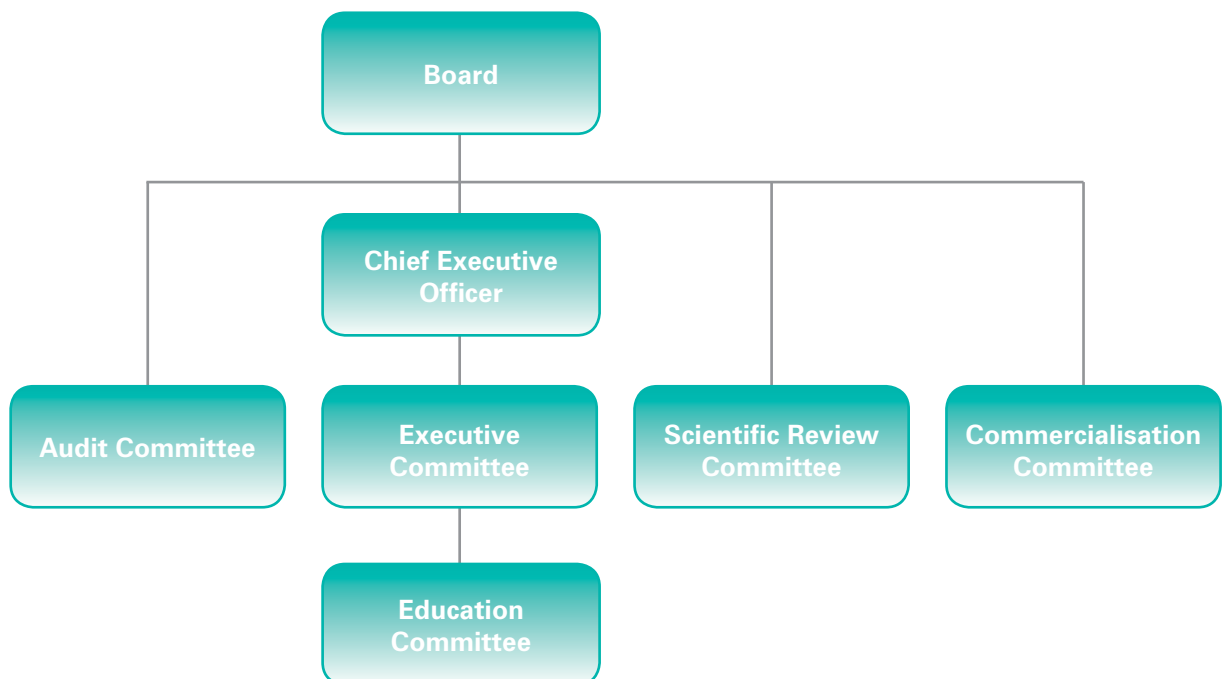 Board
Chief Executive
Officer
Audit Committee
Executive
Committee
Scientific Review
Committee
Commercialisation
Committee
Education
Committee